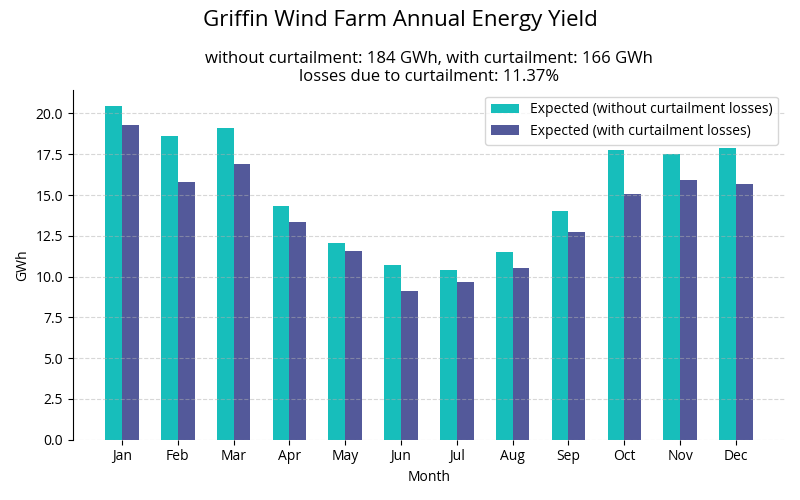 Griffin Wind Farm Annual Energy Yield
without curtailment: 184 GWh, with curtailment: 166 GWh
losses due to curtailment: 11.37%
Expected (without curtailment losses)
Expected (with curtailment losses)
GWh
20.0
17.5
15.0
12.5
10.0
7.5
5.0
2.5
0.0
Jan Feb Mar Apr May Jun Jul Aug Sep Oct Nov Dec
Month